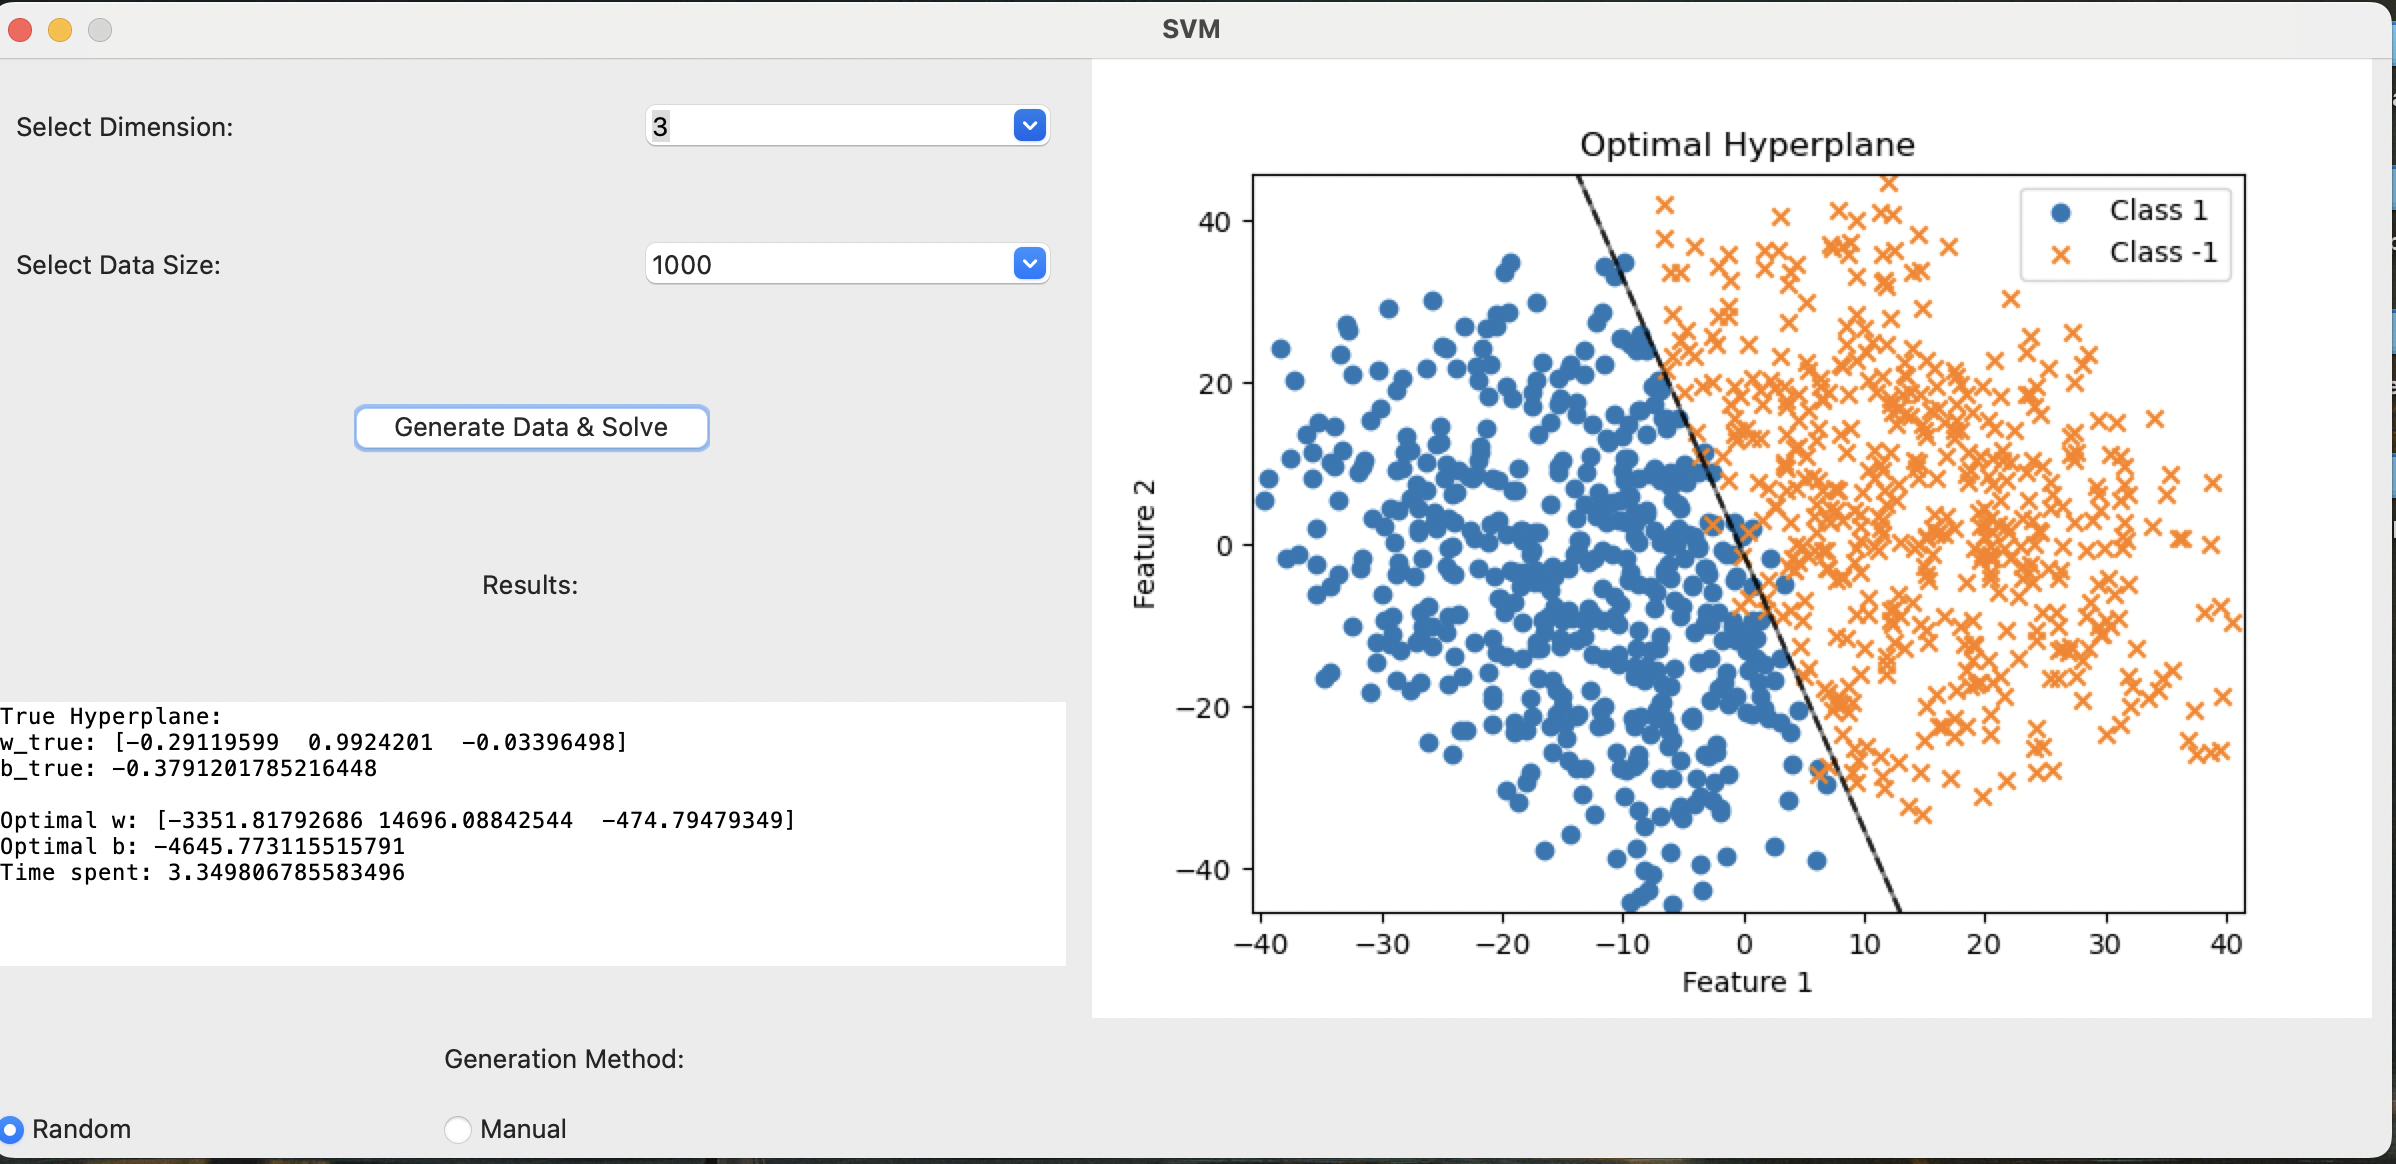 SVM
Select Dimension:
3
Select Data Size:
1000
Generate Data & Solve
Results:
True Hyperplane:
w_true: [-0.29119599  0.9924201  -0.03396498]
b_true: -0.3791201785216448
Optimal w: [-3351.81792686 14696.08842544  -474.79479349]
Optimal b: -4645.773115515791
Time spent: 3.349806785583496
Generation Method:
Random
Manual
Optimal Hyperplane
Class 1
Class -1
Feature 2
40
20
0
−20
−40
−40
−30
−20
−10
0
10
20
30
40
Feature 1